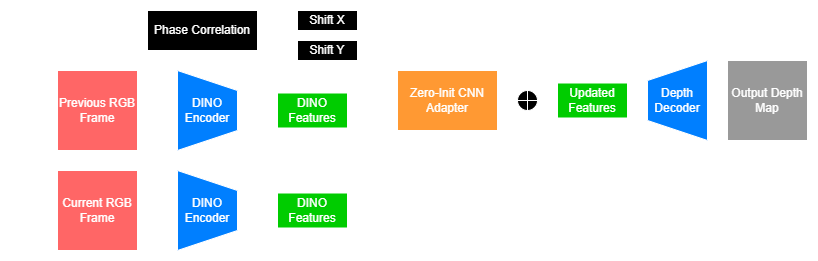 Phase Correlation
Shift X
Shift Y
Previous RGB
Frame
DINO
Encoder
DINO
Features
Zero-Init CNN
Adapter
Updated
Features
Depth
Decoder
Output Depth
Map
Current RGB
Frame
DINO
Encoder
DINO
Features